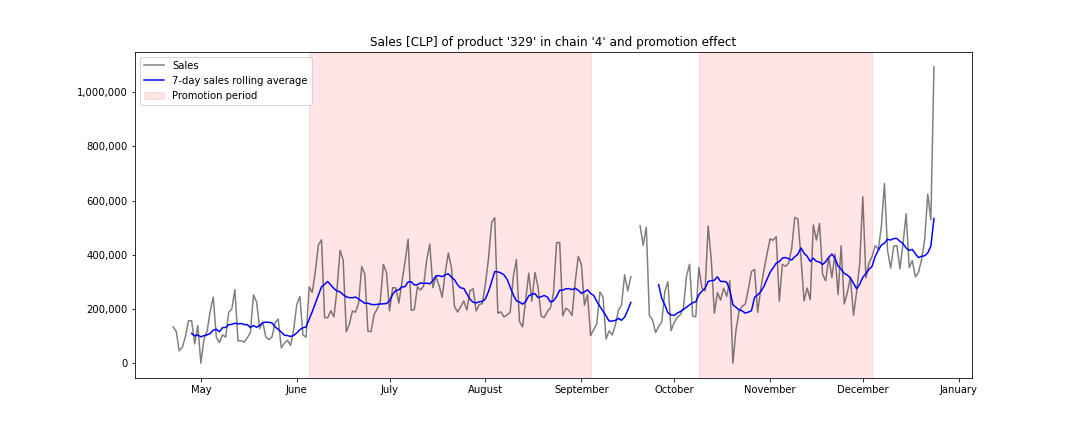 Sales [CLP] of product '329' in chain '4' and promotion effect
Sales
7-day sales rolling average
Promotion period
1,000,000
800,000
600,000
400,000
200,000
0
May June July August September October November December January